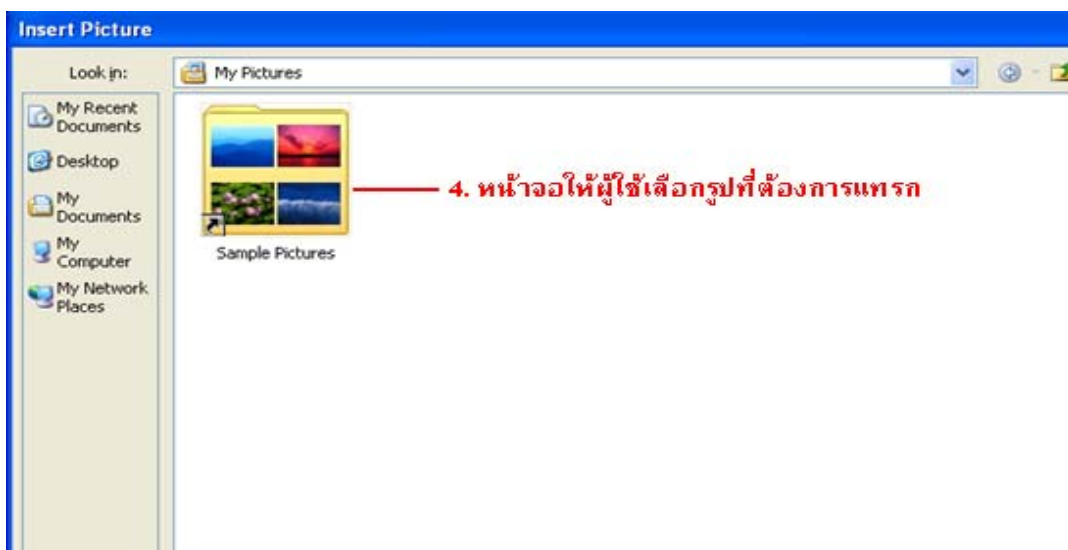 Insert Picture
Look in:
My Pictures
My Recent
Documents
Desktop
My
Documents
My
Computer
My Network
Places
Sample Pictures
4. หน้าจอให้ผู้ใช้เลือกรูปที่ต้องการแทรก